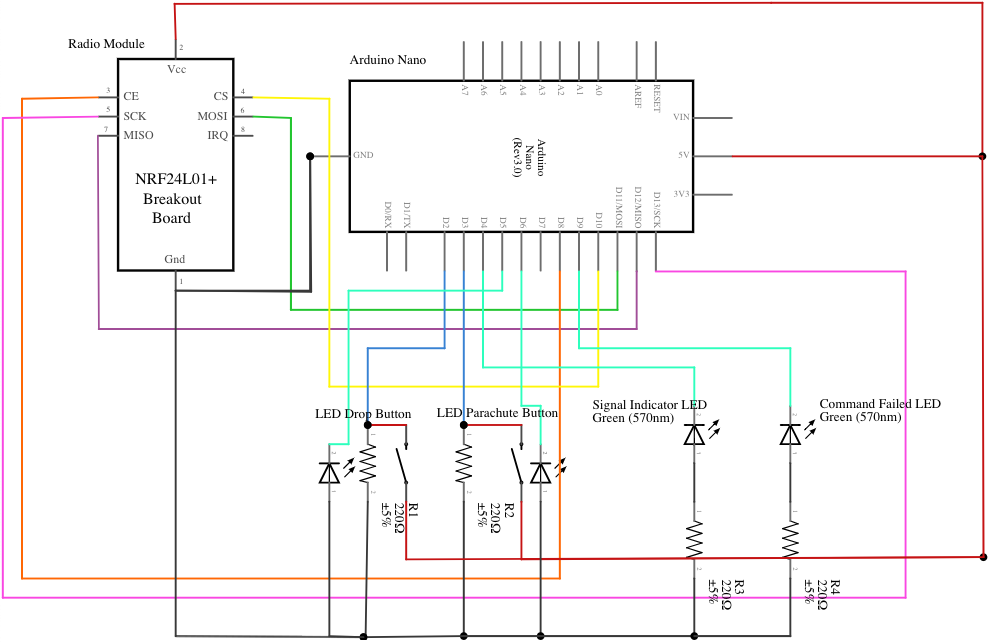 Radio Module
2
Vcc
3 CE CS 4
5 SCK MOSI 6
7 MISO IRQ 8
NRF24L01+
Breakout
Board
Gnd
1
Arduino Nano
A7 A6 A5 A4 A3 A2 A1 A0 AREF RESET
VIN
GND
5V
3V3
Arduino
Nano
(Rev3.0)
D0/RX D1/TX D2 D3 D4 D5 D6 D7 D8 D9 D10 D11/MOSI D12/MISO D13/SCK
LED Drop Button
LED Parachute Button
Signal Indicator LED
Green (570nm)
Command Failed LED
Green (570nm)
R1
220Ω
±5%
R2
220Ω
±5%
R3
220Ω
±5%
R4
220Ω
±5%